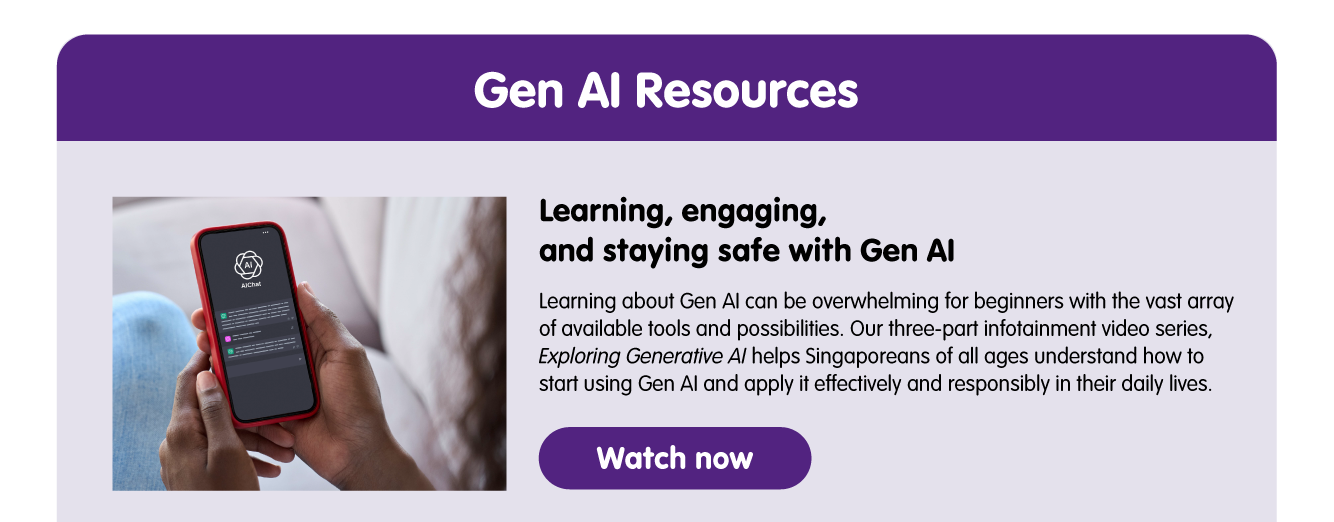 Gen AI Resources
AI
AIChat
Learning, engaging,
and staying safe with Gen AI
Learning about Gen AI can be overwhelming for beginners with the vast array
of available tools and possibilities. Our three-part infotainment video series,
Exploring Generative AI helps Singaporeans of all ages understand how to
start using Gen AI and apply it effectively and responsibly in their daily lives.
Watch now